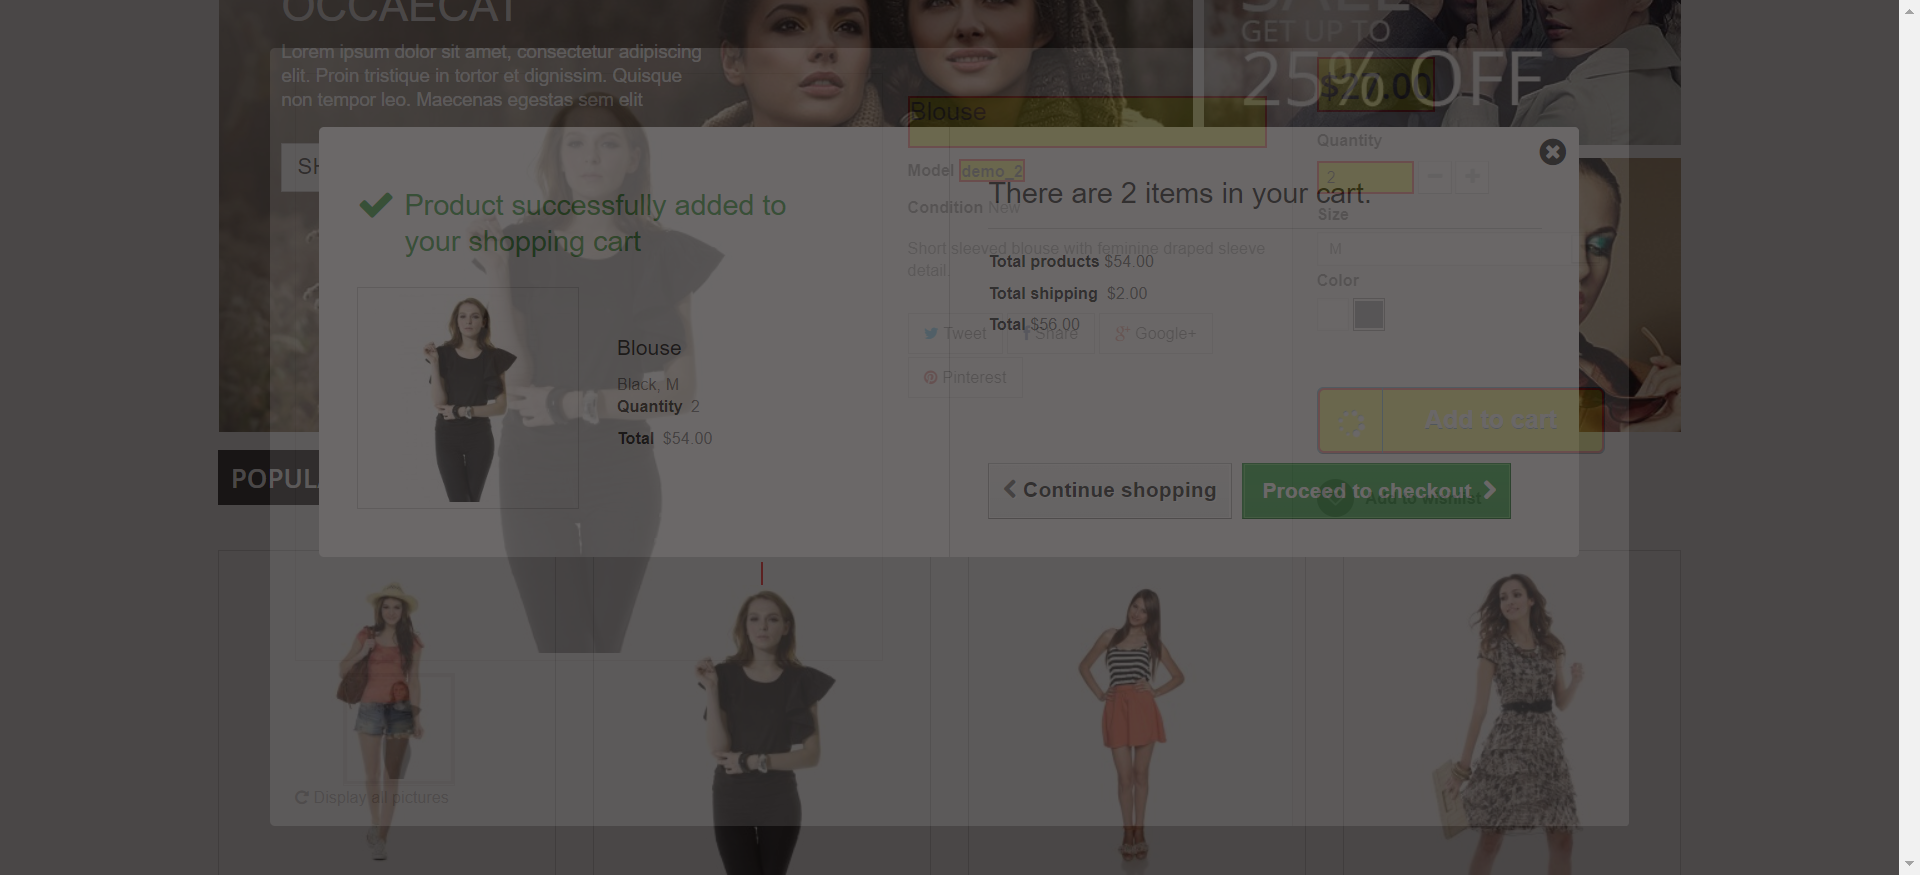 OCCAECAT
Lorem ipsum dolor sit amet, consectetur adipiscing
elit. Proin tristique in tortor et dignissim. Quisque
non tempor leo. Maecenas egestas sem elit
SH
SALE
GET UP TO
25% OFF
Product successfully added to
your shopping cart
Blouse
Black, M
Quantity 2
Total $54.00
There are 2 items in your cart.
Total products $54.00
Total shipping $2.00
Total $56.00
Continue shopping
Proceed to checkout
Blouse
Model demo_2
Condition New
Short sleeved blouse with feminine draped sleeve
detail
Tweet
Share
Google+
Pinterest
$27.00
Quantity
2
Size
M
Color
Add to cart
Add to wishlist
POPUL
Display all pictures